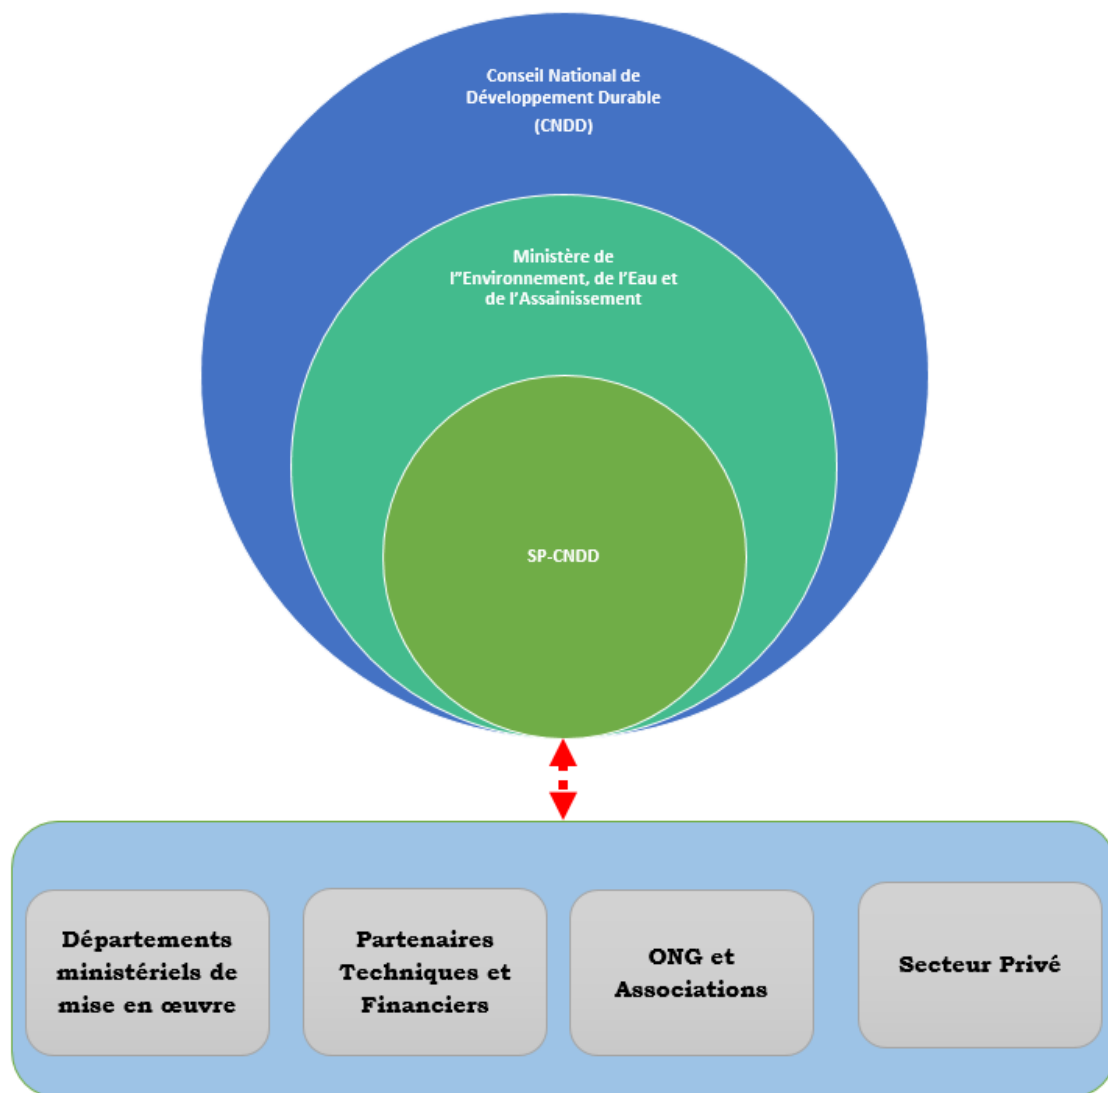 Conseil National de
Développement Durable
(CNDD)
Ministère de
l''Environnement, de l'Eau et
de l'Assainissement
SP-CNDD
Départements
ministériels de
mise en œuvre
Partenaires
Techniques et
Financiers
ONG et
Associations
Secteur Privé